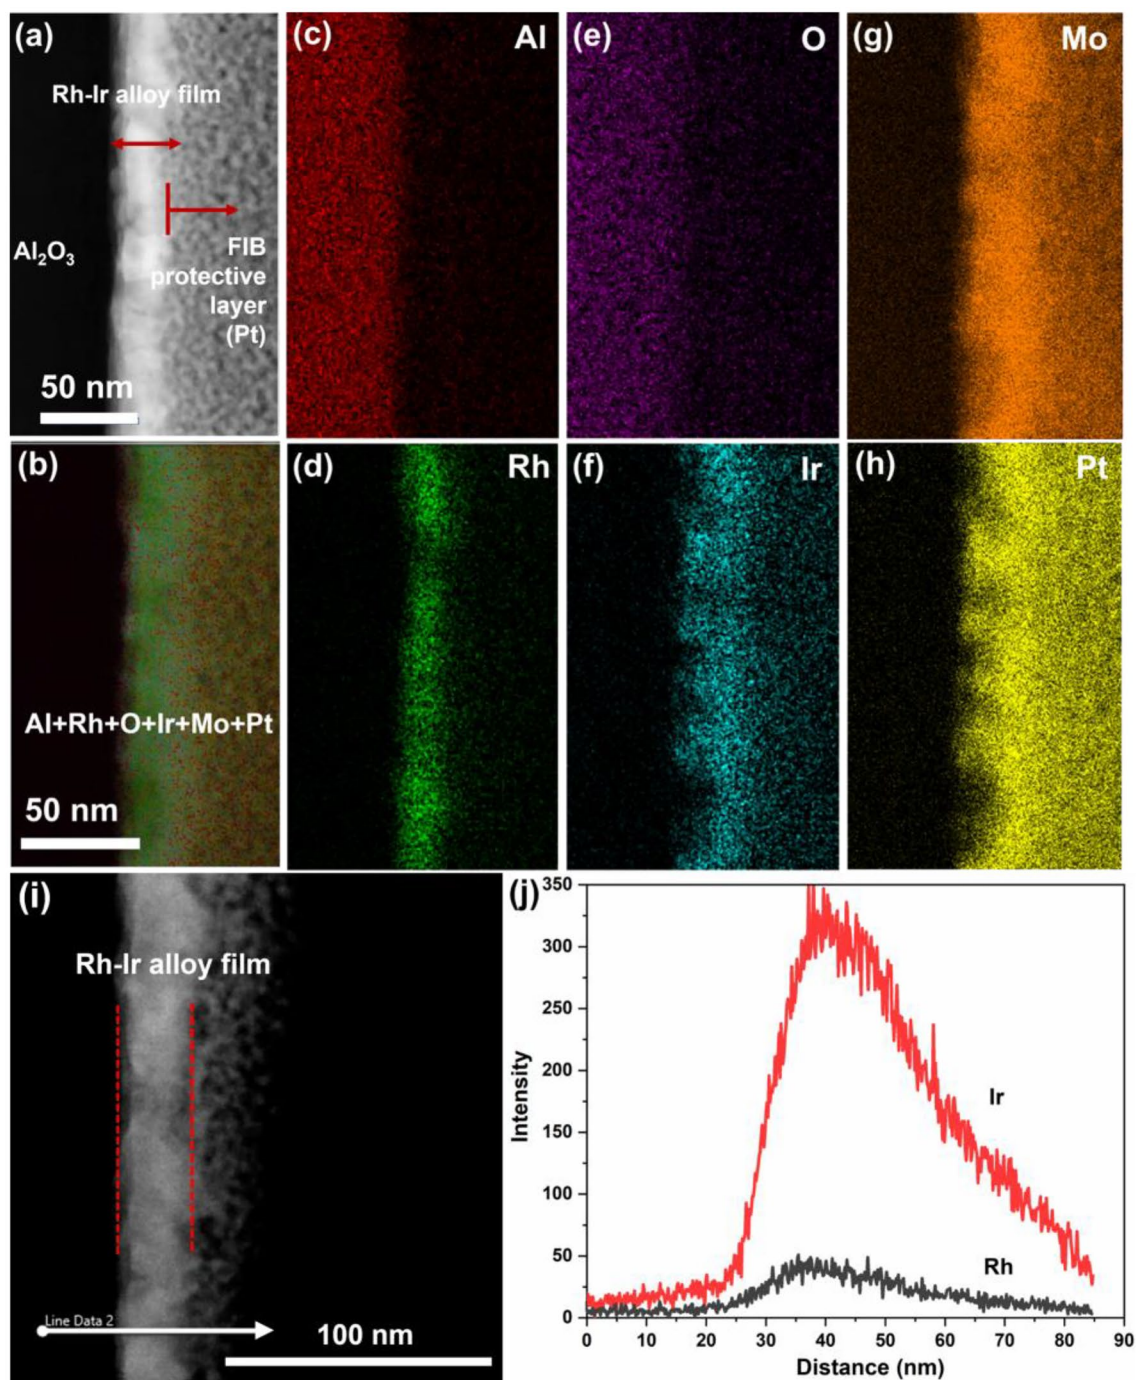 (a)
Rh-Ir alloy film
Al₂O₃
FIB
protective
layer
(Pt)
50 nm
(c) Al
(e) O
(g) Mo
(b)
Al+Rh+O+Ir+Mo+Pt
50 nm
(d) Rh
(f) Ir
(h) Pt
(i)
Rh-Ir alloy film
Line Data 2
100 nm
(j)
350
300
250
200
150
100
50
0
Intensity
Ir
Rh
0 10 20 30 40 50 60 70 80 90
Distance (nm)